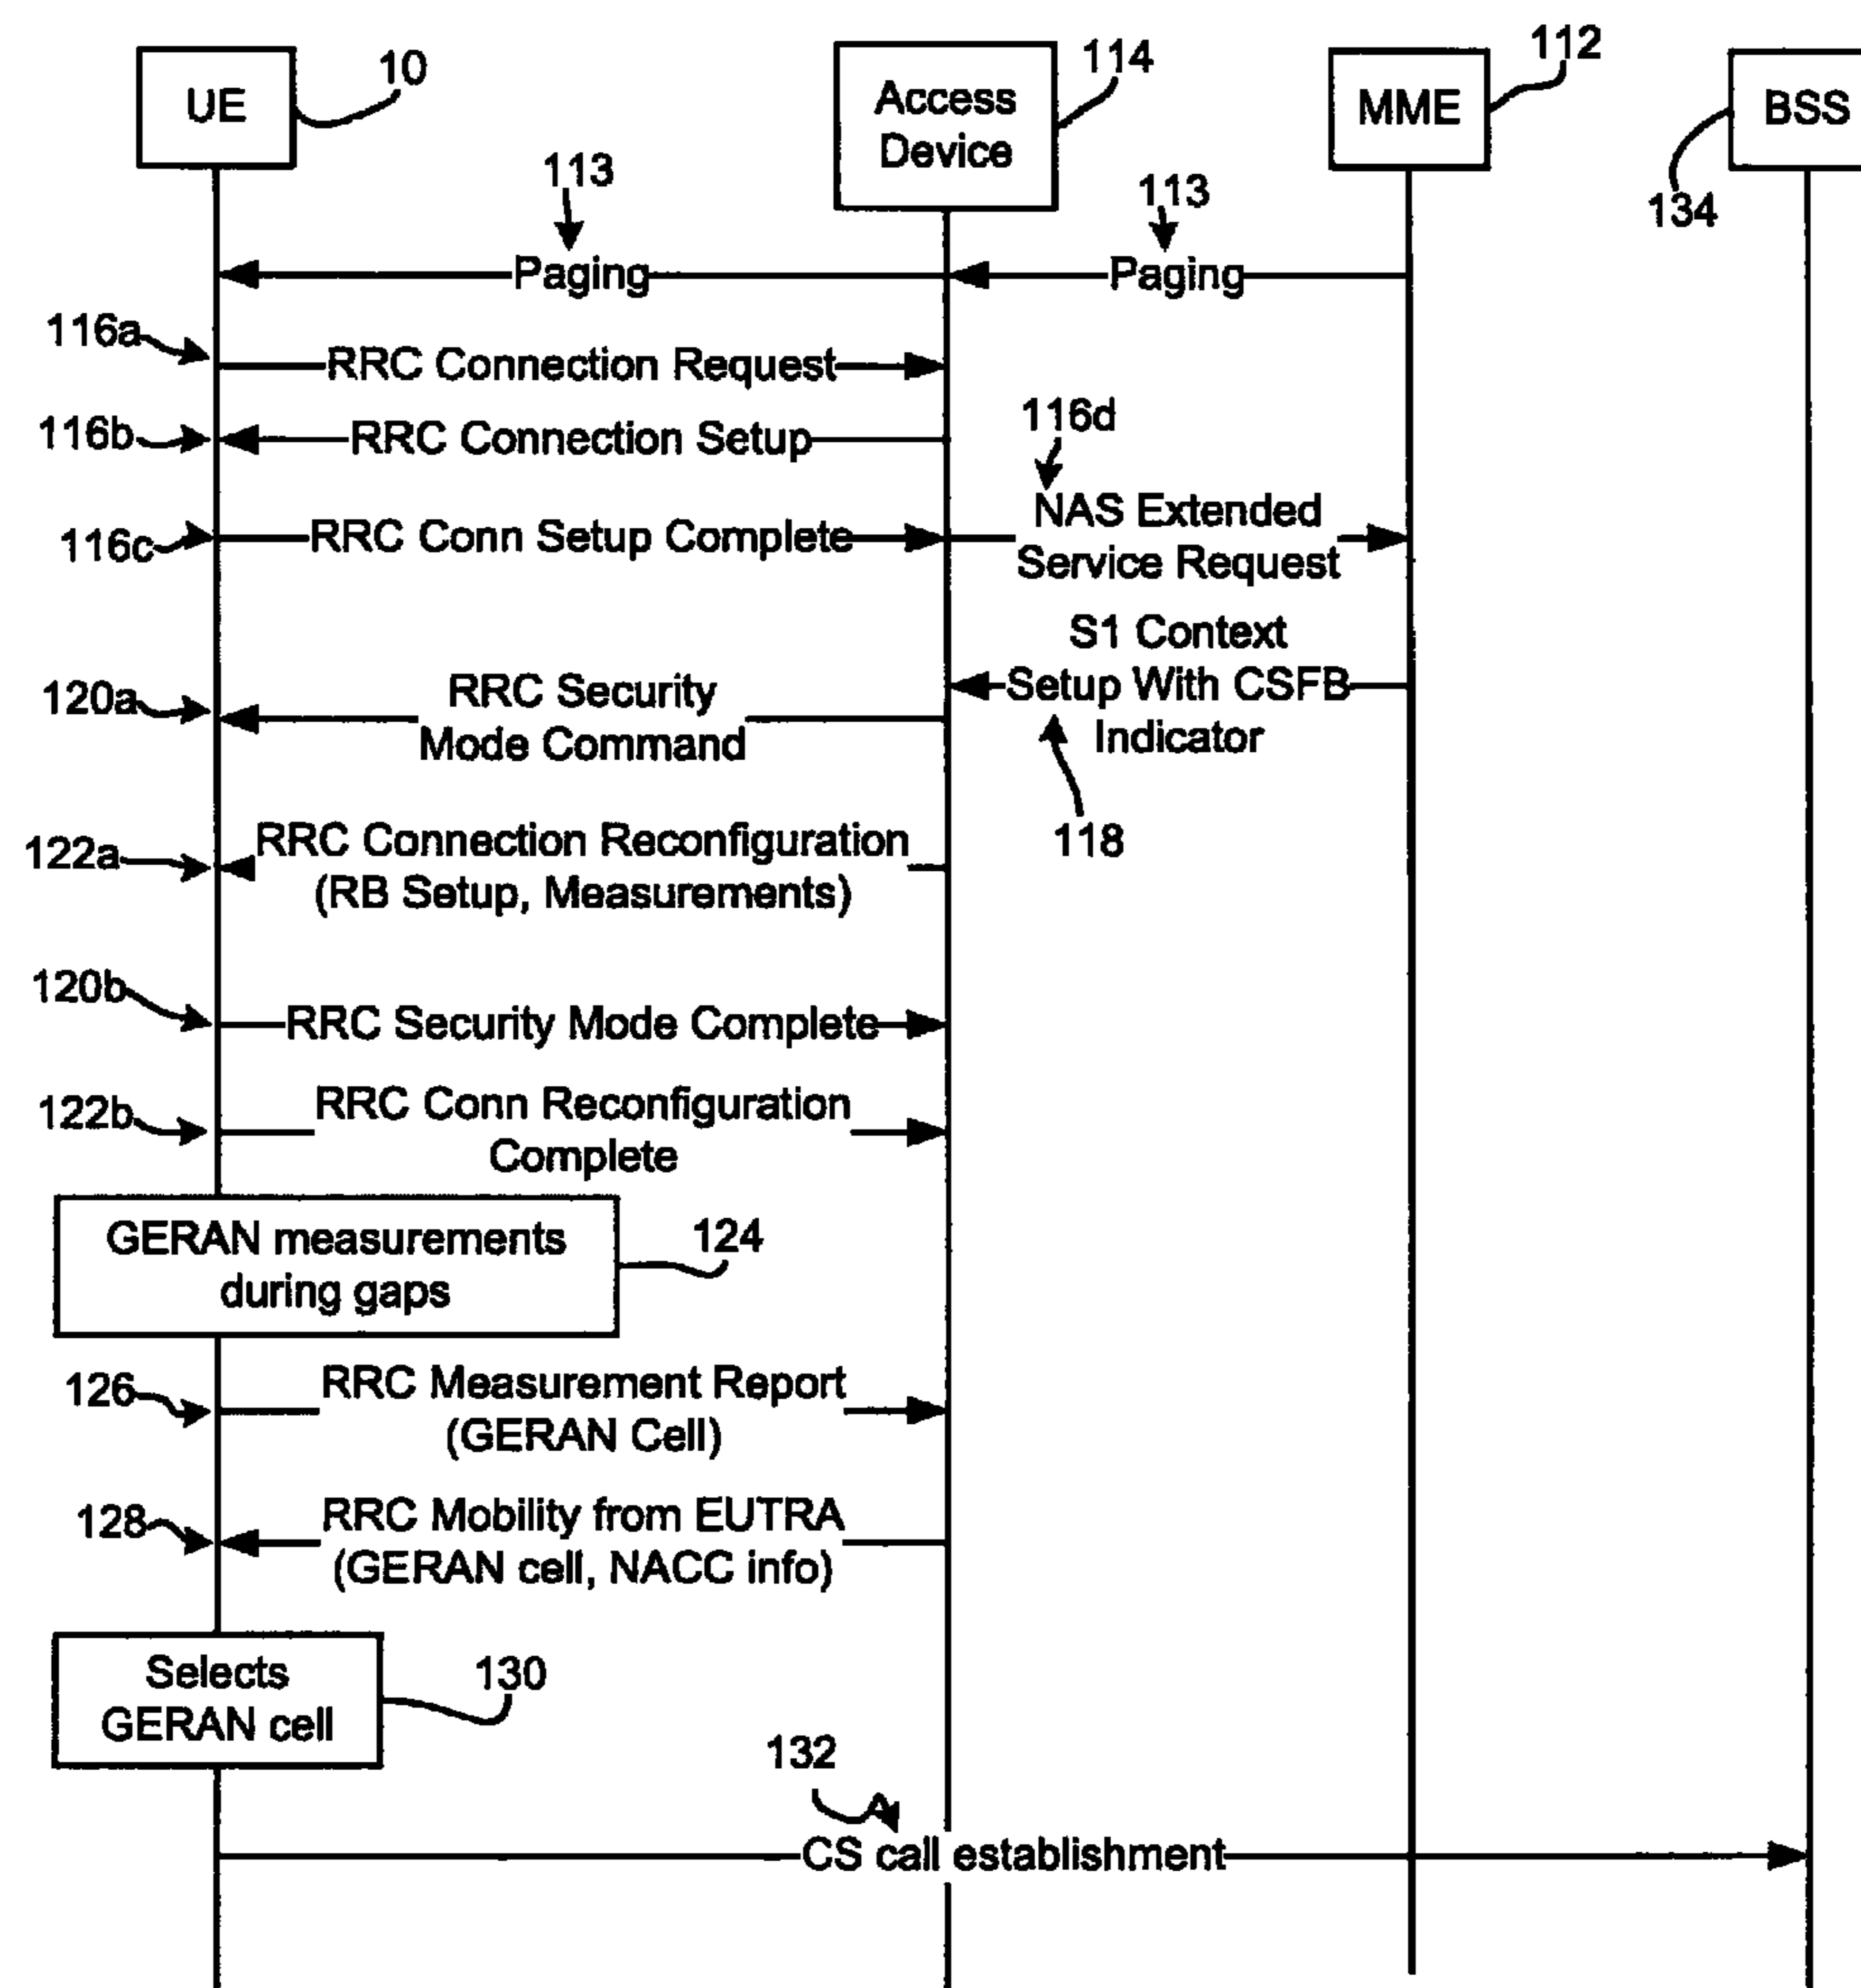 10
114
112
UE
Access
Device
MME
BSS
134
113
113
Paging
Paging
116a
RRC Connection Request
116b
RRC Connection Setup
116d
116c
RRC Conn Setup Complete
NAS Extended
Service Request
S1 Context
Setup With CSFB
Indicator
118
120a
RRC Security
Mode Command
122a
RRC Connection Reconfiguration
(RB Setup, Measurements)
120b
RRC Security Mode Complete
122b
RRC Conn Reconfiguration
Complete
GERAN measurements
during gaps
124
126
RRC Measurement Report
(GERAN Cell)
128
RRC Mobility from EUTRA
(GERAN cell, NACC info)
Selects
GERAN cell
130
132
CS call establishment